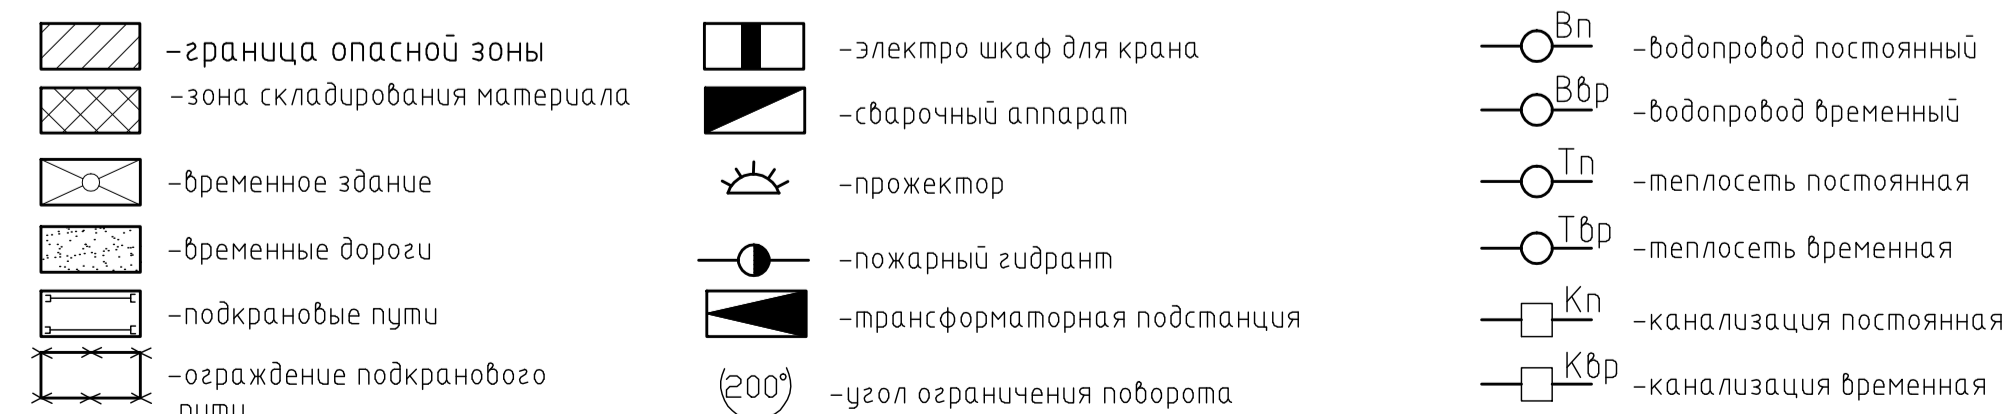 -граница опасной зоны
-зона складирования материала
-временное здание
-временные дороги
-подкрановые пути
-ограждение подкранового
пути
-электро шкаф для крана
-сварочный аппарат
-прожектор
-пожарный гидрант
-трансформаторная подстанция
(200°)
-угол ограничения поворота
Вп
-водопровод постоянный
Ввр
-водопровод временный
Тп
-теплосеть постоянная
Твр
-теплосеть временная
Кп
-канализация постоянная
Квр
-канализация временная